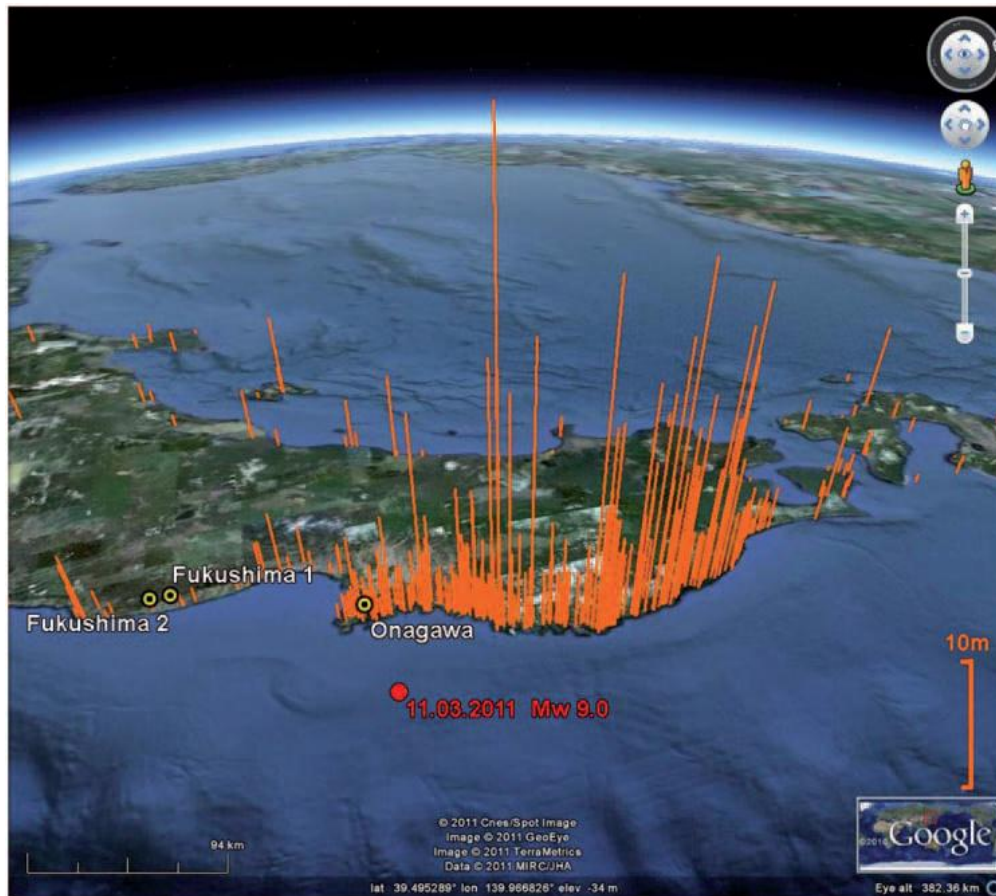 Fukushima 1
Fukushima 2
Onagawa
10m
11.03.2011 Mw 9.0
© 2011 Cnes/Spot Image
Image © 2011 GeoEye
Image © 2011 TerraMetrics
Data © 2011 MIRC/JHA
94 km
Google
lat 39.495289° lon 139.966826° elev -34 m
Eye alt 382.36 km